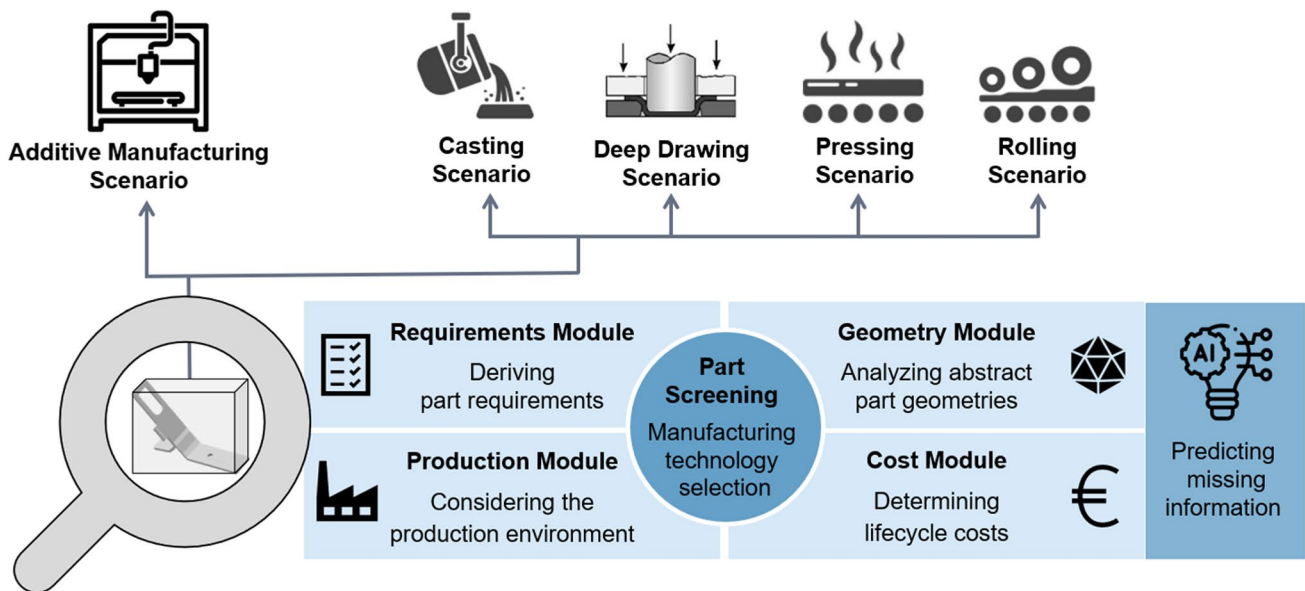 Additive Manufacturing
Scenario
Casting
Scenario
Deep Drawing
Scenario
Pressing
Scenario
Rolling
Scenario
Requirements Module
Deriving
part requirements
Geometry Module
Analyzing abstract
part geometries
Part
Screening
Manufacturing
technology
selection
Production Module
Considering the
production environment
Cost Module
Determining
lifecycle costs
€
AI
Predicting
missing
information